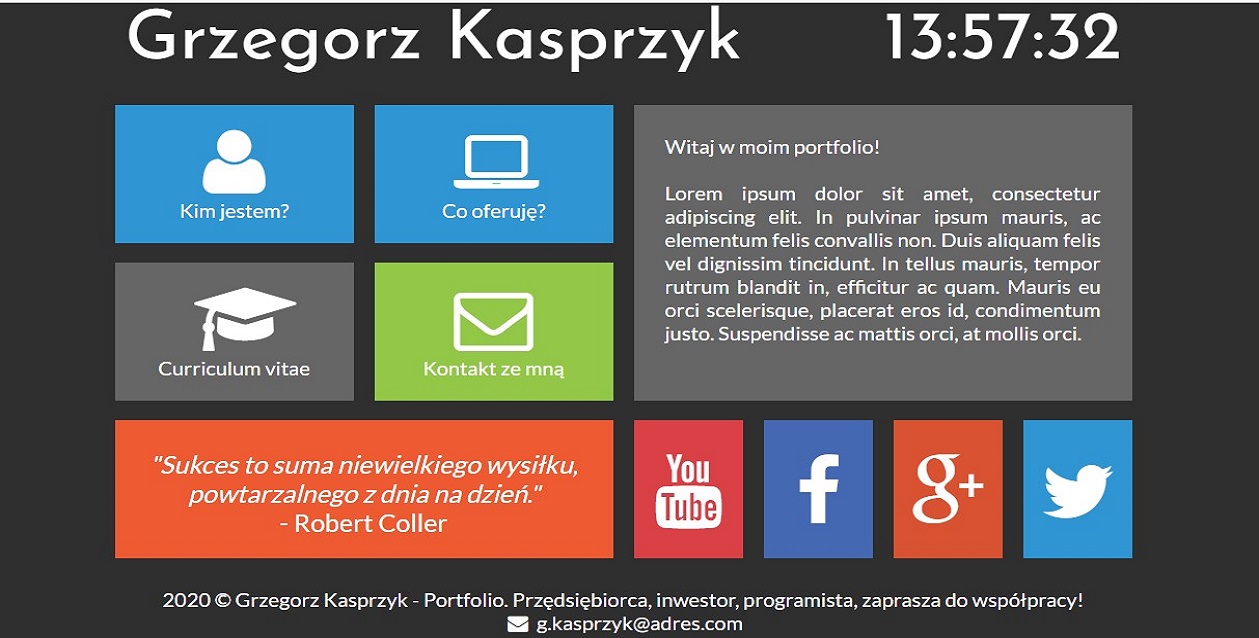 Grzegorz Kasprzyk
13:57:32
Kim jestem?
Co oferuję?
Witaj w moim portfolio!
Lorem ipsum dolor sit amet, consectetur
adipiscing elit. In pulvinar ipsum mauris, ac
elementum felis convallis non. Duis aliquam felis
vel dignissim tincidunt. In tellus mauris, tempor
rutrum blandit in, efficitur ac quam. Mauris eu
orci scelerisque, placerat eros id, condimentum
justo. Suspendisse ac mattis orci, at mollis orci.
Curriculum vitae
Kontakt ze mną
"Sukces to suma niewielkiego wysiłku,
powtarzalnego z dnia na dzień."
- Robert Coller
You
Tube
f
g+
2020 © Grzegorz Kasprzyk - Portfolio. Przędsiębiorca, inwestor, programista, zaprasza do współpracy!
g.kasprzyk@adres.com